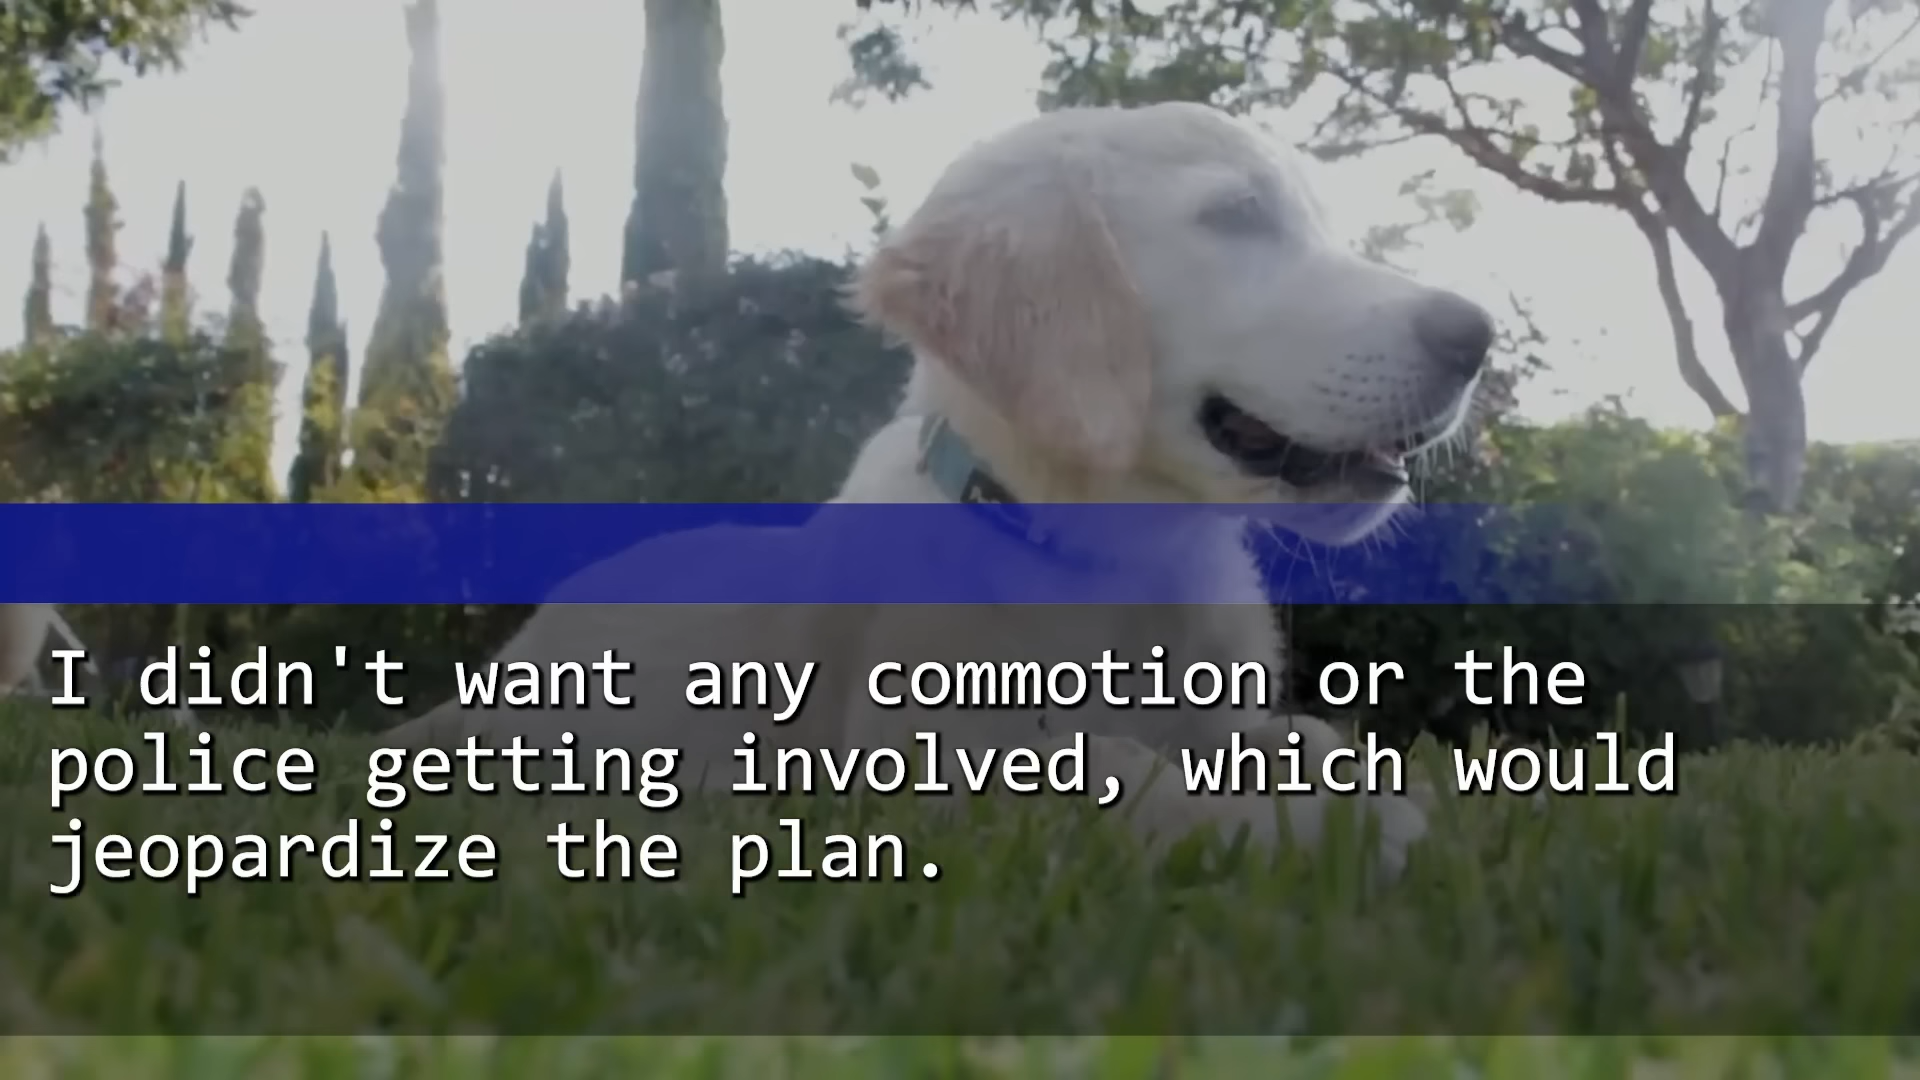 I didn't want any commotion or the
police getting involved, which would
jeopardize the plan.